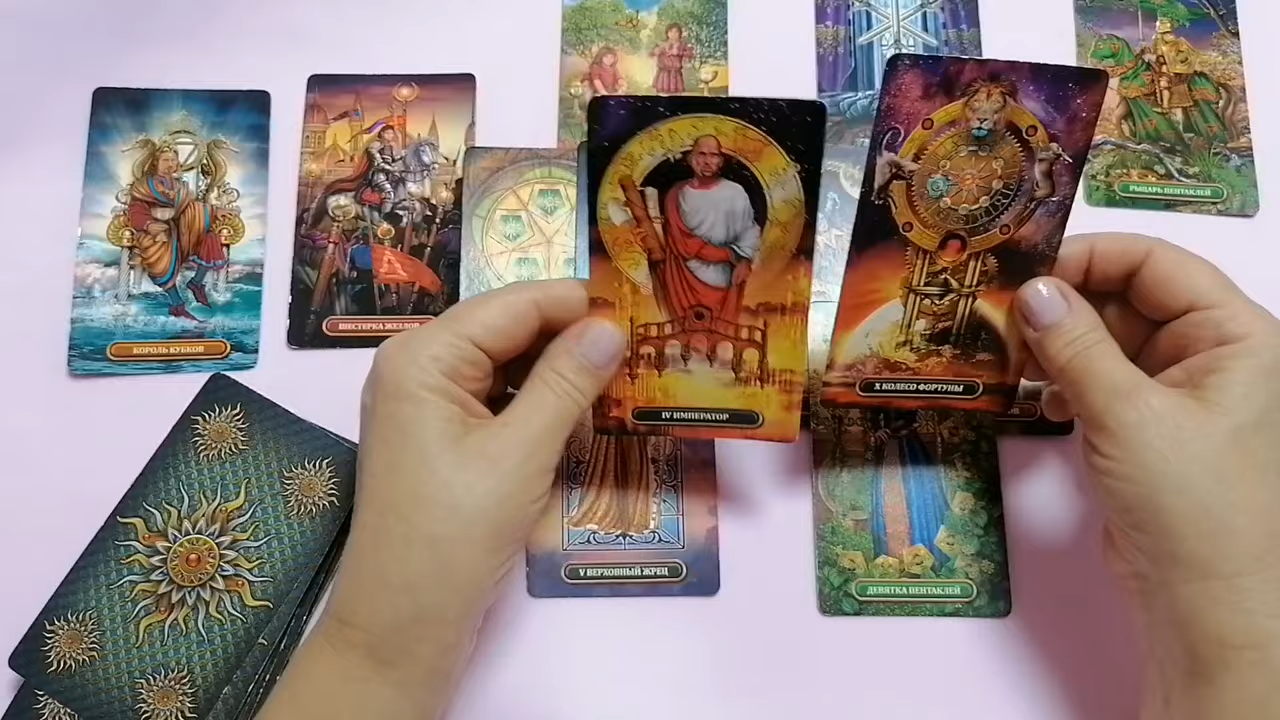 РЫЦАРЬ ПЕНТАКЛЕЙ
ШЕСТЕРКА ЖЕЗЛОВ
КОРОЛЬ КУБКОВ
X КОЛЕСО ФОРТУНЫ
IV ИМПЕРАТОР
V ВЕРХОВНЫЙ ЖРЕЦ
ДЕВЯТКА ПЕНТАКЛЕЙ